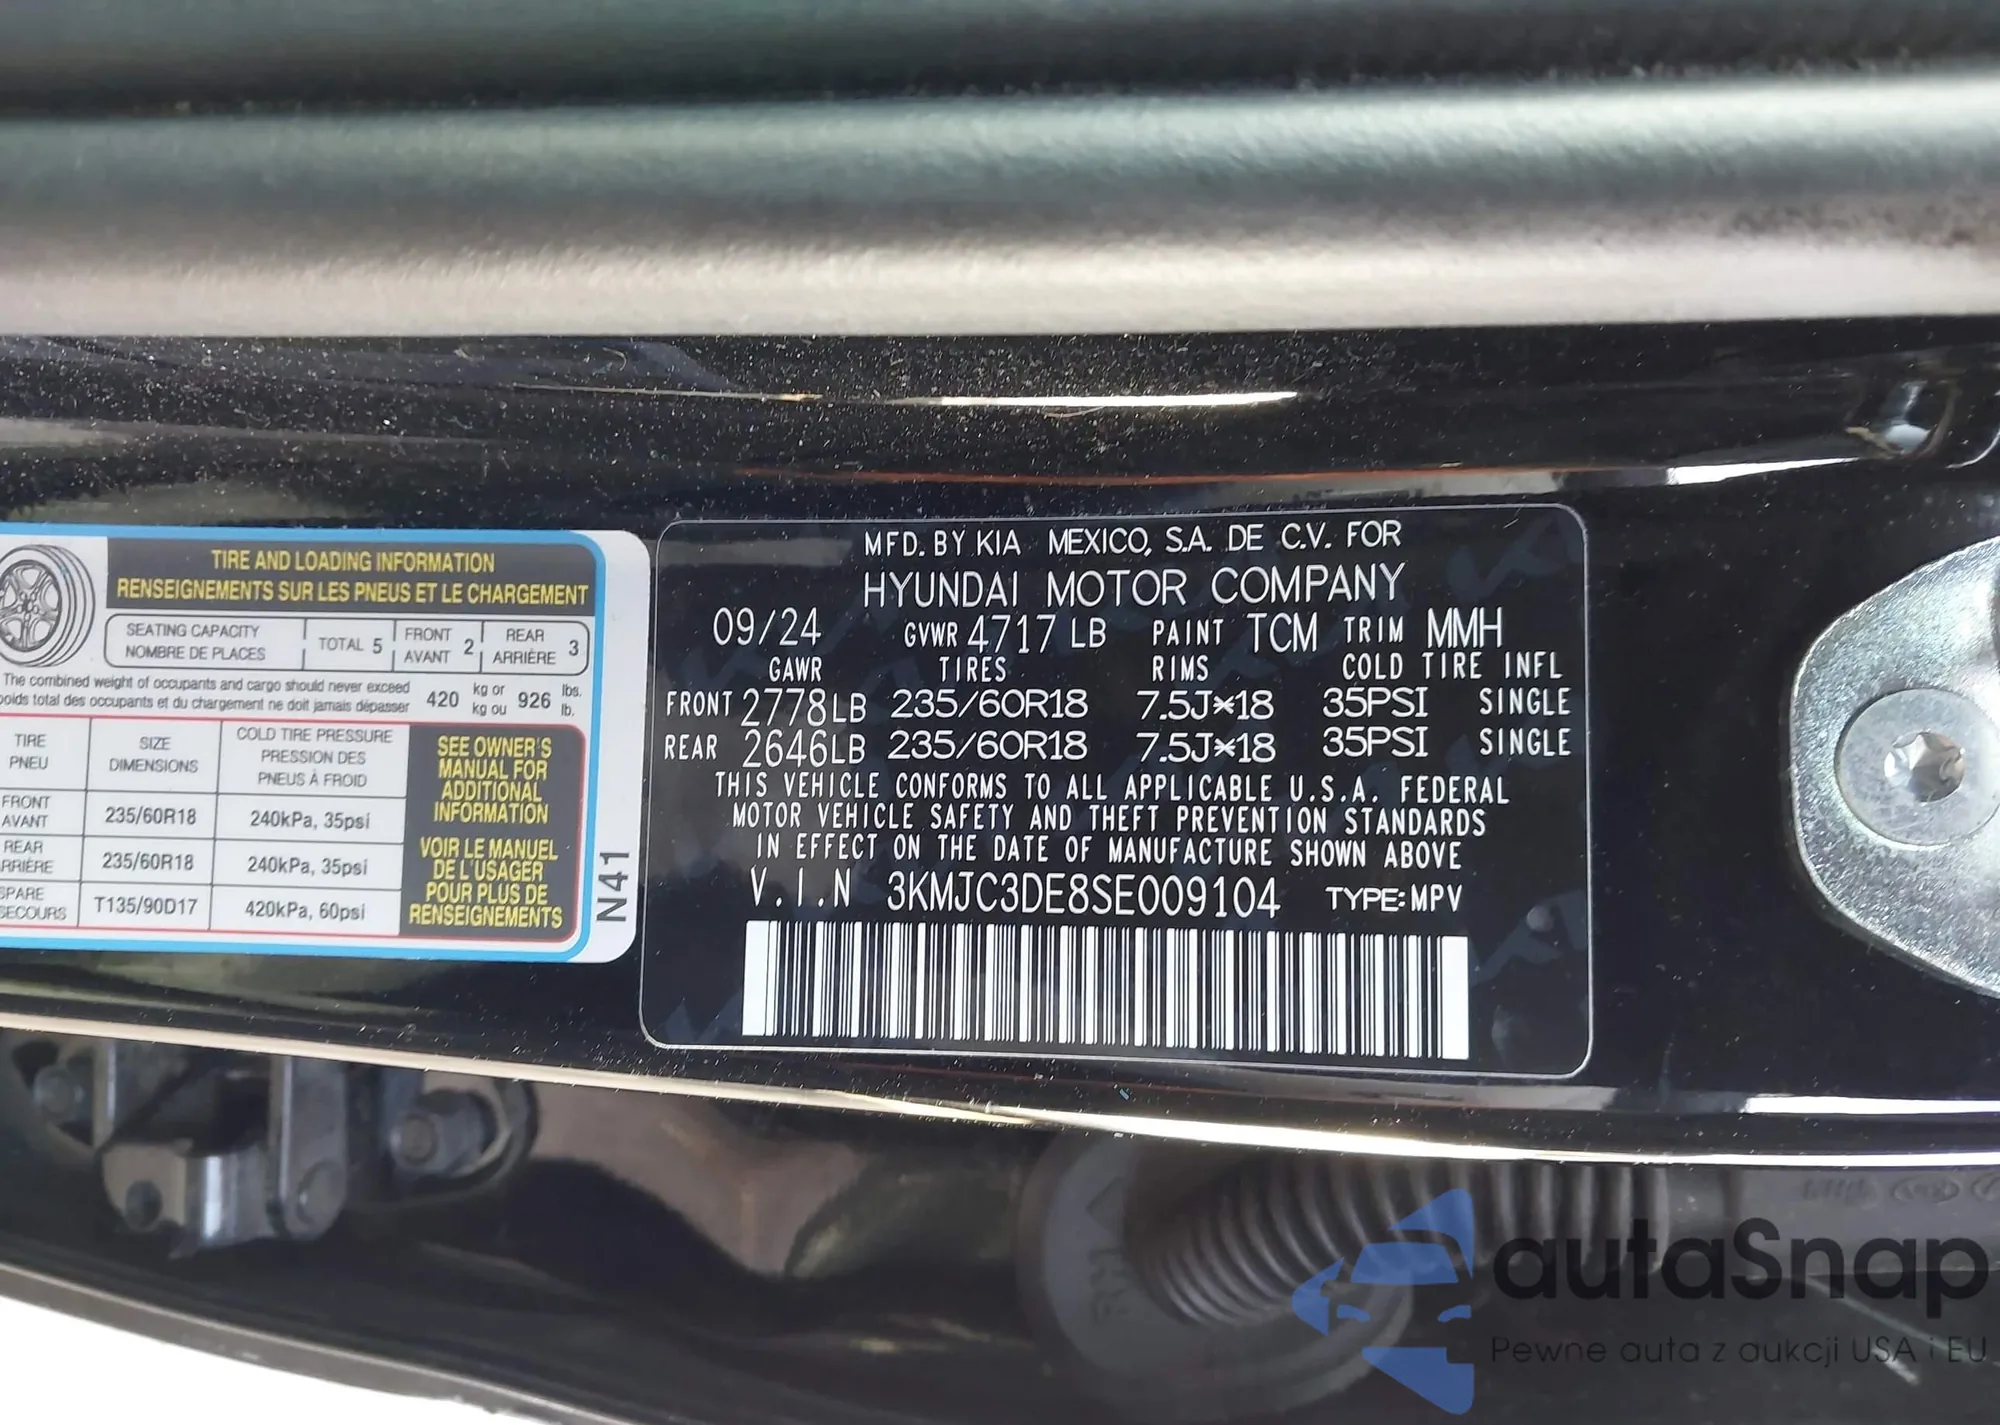 TIRE AND LOADING INFORMATION
RENSEIGNEMENTS SUR LES PNEUS ET LE CHARGEMENT
SEATING CAPACITY
NOMBRE DE PLACES
TOTAL 5
FRONT
AVANT 2
REAR
ARRIÈRE 3
The combined weight of occupants and cargo should never exceed
poids total des occupants et du chargement ne doit jamais dépasser
420 kg or 926 lbs.
kg ou lb.
TIRE
PNEU
SIZE
DIMENSIONS
COLD TIRE PRESSURE
PRESSION DES
PNEUS À FROID
FRONT
AVANT
235/60R18
240kPa, 35psi
REAR
RRIÈRE
235/60R18
240kPa, 35psi
SPARE
SECOURS
T135/90D17
420kPa, 60psi
SEE OWNER'S
MANUAL FOR
ADDITIONAL
INFORMATION
VOIR LE MANUEL
DE L'USAGER
POUR PLUS DE
RENSEIGNEMENTS
N41
MFD. BY KIA MEXICO, S.A. DE C.V. FOR
HYUNDAI MOTOR COMPANY
09/24 GVWR 4717 LB PAINT TCM TRIM MMH
GAWR TIRES RIMS COLD TIRE INFL
FRONT 2778LB 235/60R18 7.5J×18 35PSI SINGLE
REAR 2646LB 235/60R18 7.5J×18 35PSI SINGLE
THIS VEHICLE CONFORMS TO ALL APPLICABLE U.S.A. FEDERAL
MOTOR VEHICLE SAFETY AND THEFT PREVENTION STANDARDS
IN EFFECT ON THE DATE OF MANUFACTURE SHOWN ABOVE
V.I.N 3KMJC3DE8SE009104 TYPE: MPV
autaSnap
Pewne auta z aukcji USA i EU